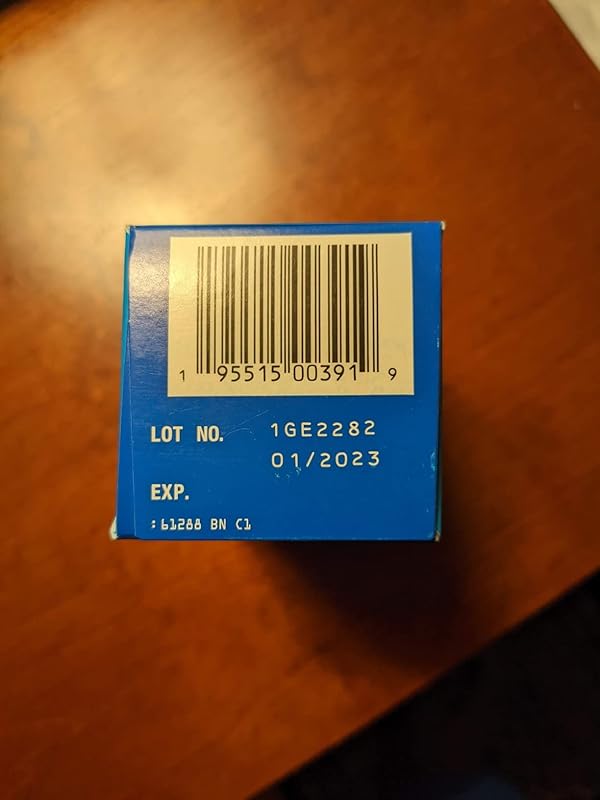 1 95515 00391 9
LOT NO. 1GE2282
01/2023
EXP.
:61288 BN C1